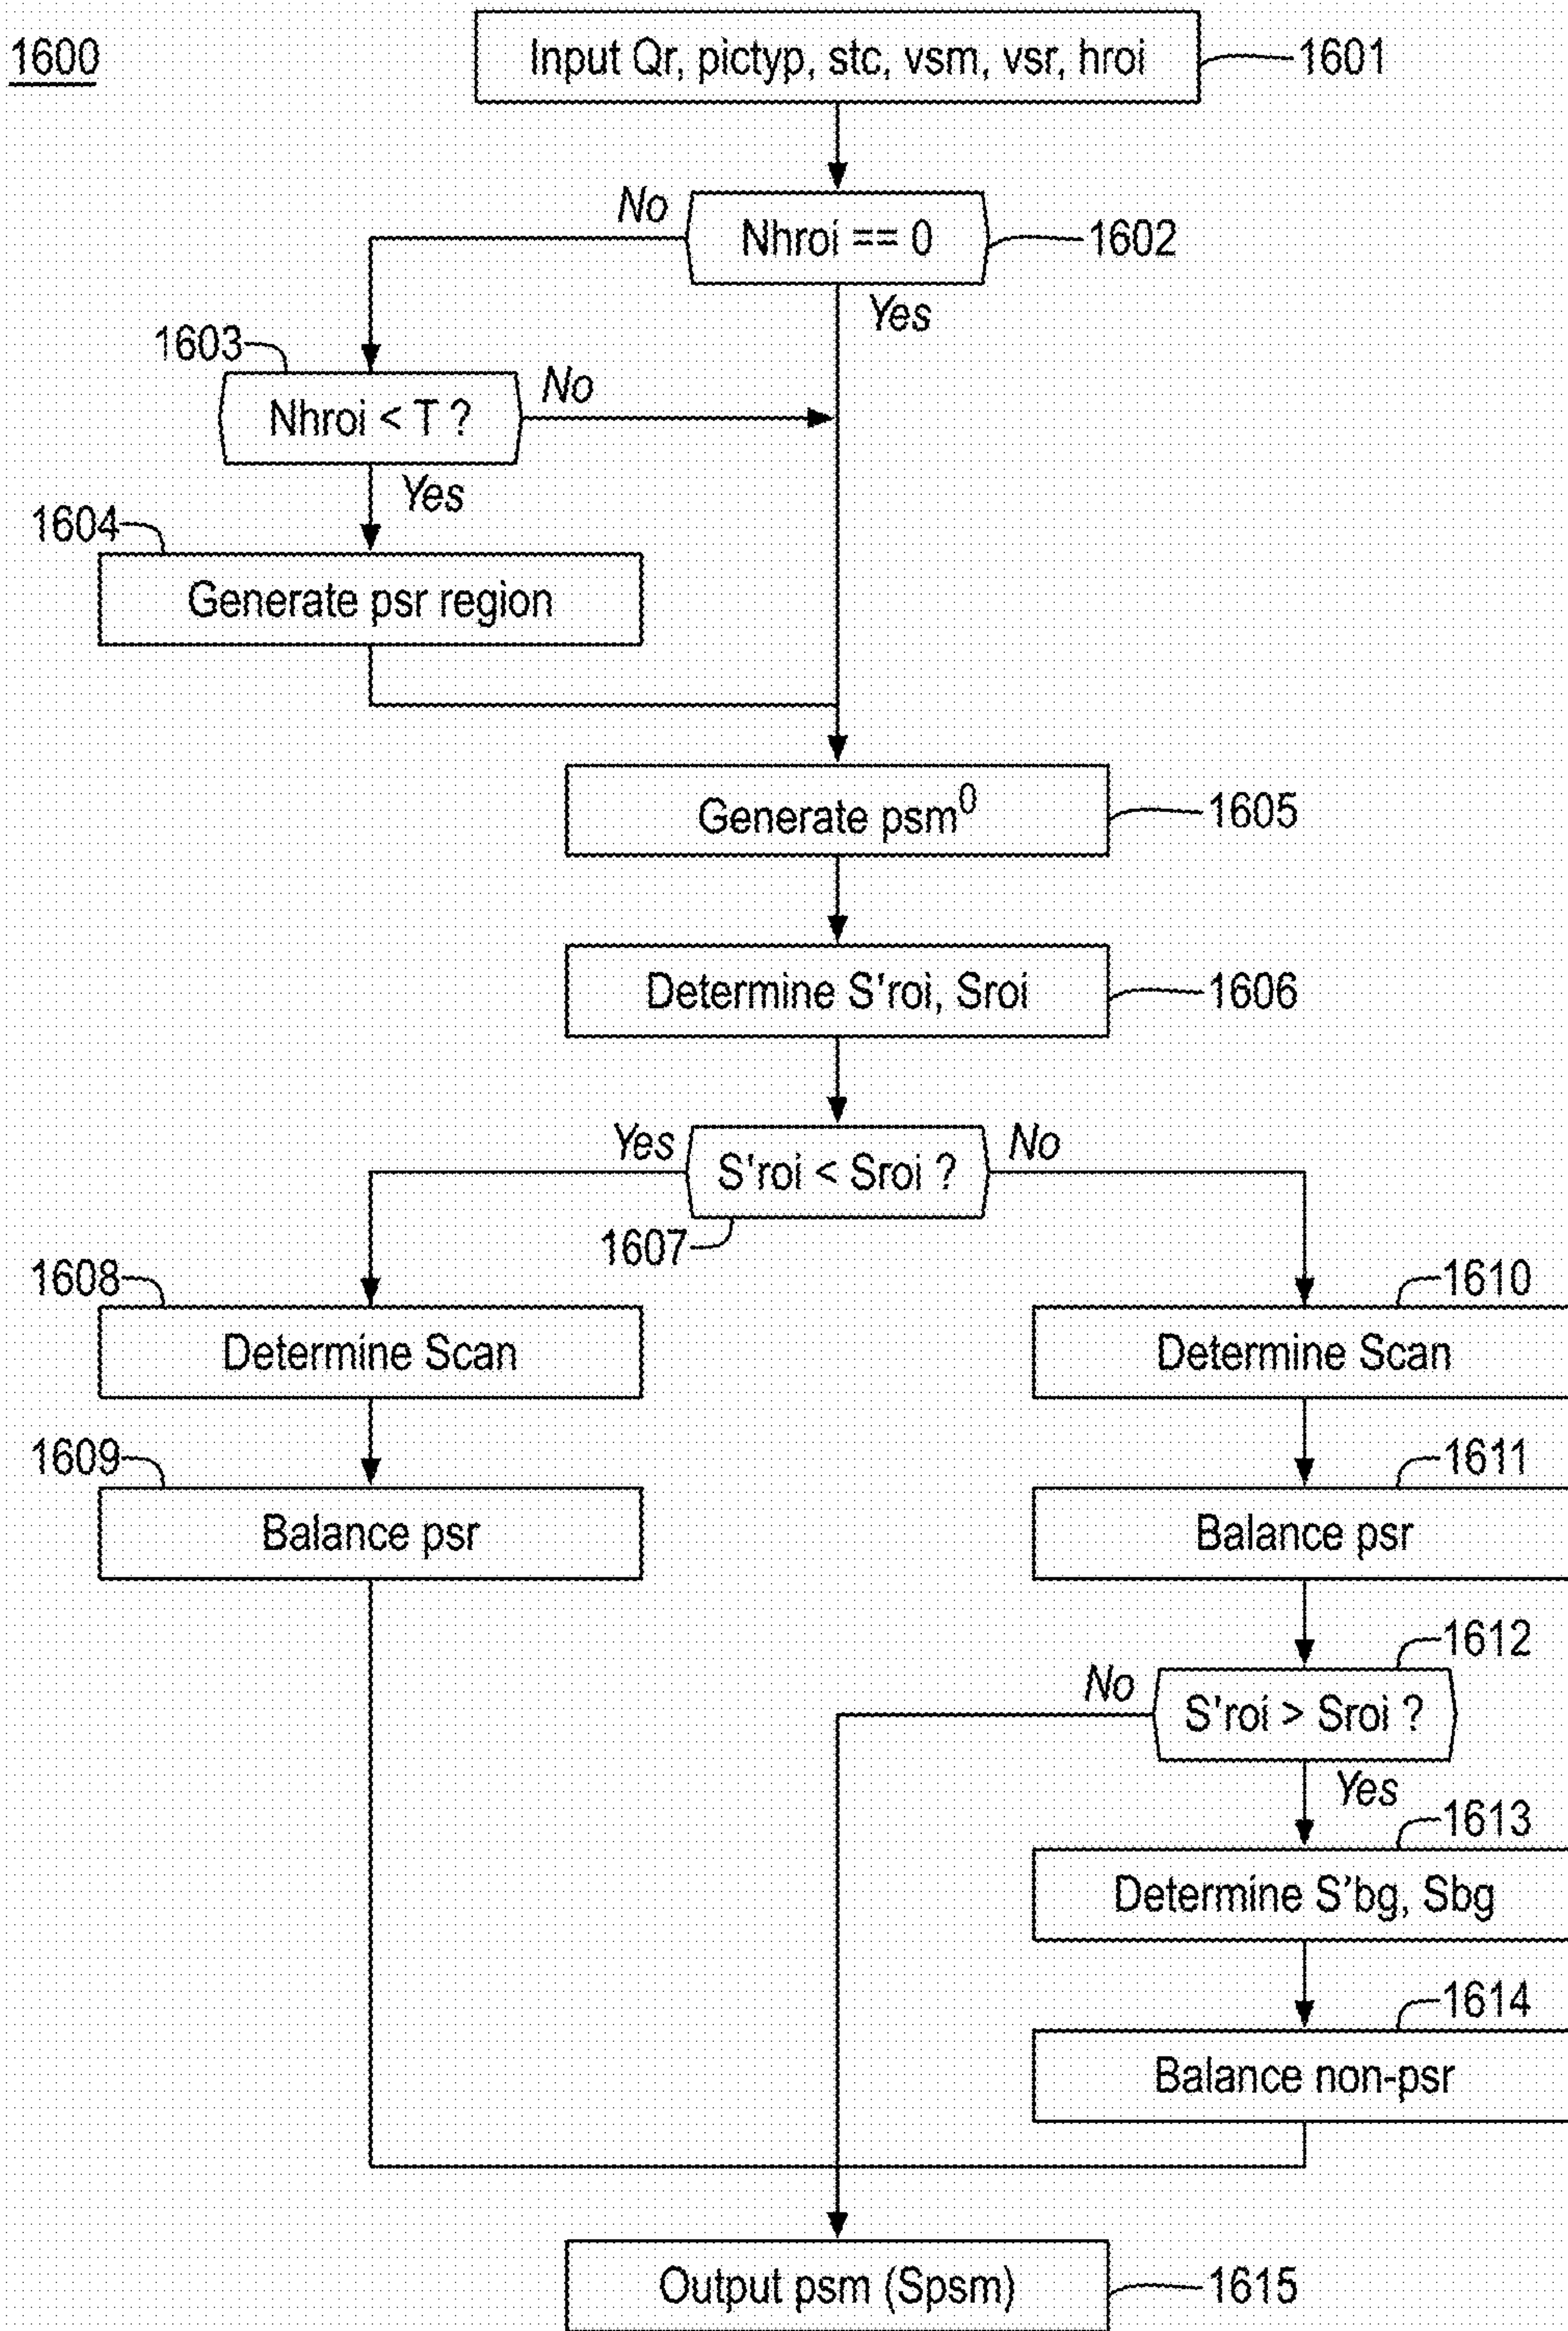 1600
Input Qr, pictyp, stc, vsm, vsr, hroi
1601
No
Nhroi == 0
1602
Yes
1603
Nhroi < T ?
No
Yes
1604
Generate psr region
Generate psm⁰
1605
Determine S'roi, Sroi
1606
Yes
S'roi < Sroi ?
No
1607
1608
1610
Determine Scan
Determine Scan
1609
1611
Balance psr
Balance psr
1612
No
S'roi > Sroi ?
Yes
1613
Determine S'bg, Sbg
1614
Balance non-psr
Output psm (Spsm)
1615